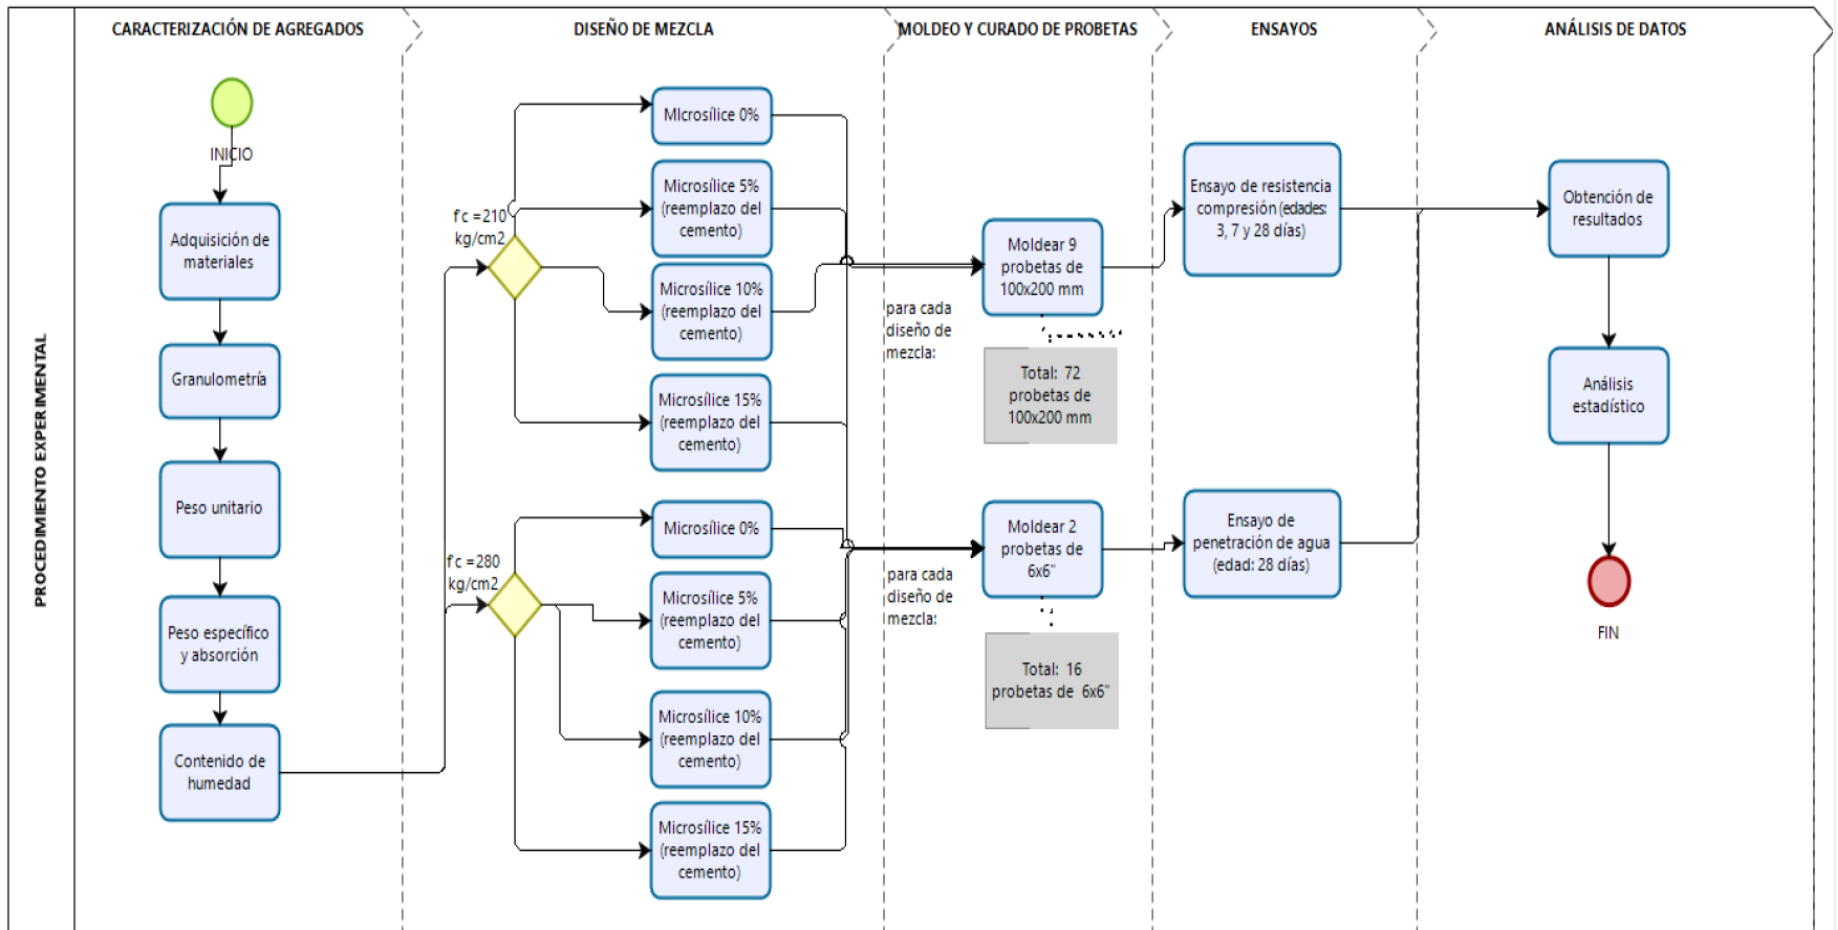 PROCEDIMIENTO EXPERIMENTAL
CARACTERIZACIÓN DE AGREGADOS
INICIO
Adquisición de
materiales
Granulometría
Peso unitario
Peso específico
y absorción
Contenido de
humedad
DISEÑO DE MEZCLA
f'c =210
kg/cm2
MIcrosílice 0%
Microsílice 5%
(reemplazo del
cemento)
Microsílice 10%
(reemplazo del
cemento)
Microsílice 15%
(reemplazo del
cemento)
f'c =280
kg/cm2
Microsílice 0%
Microsílice 5%
(reemplazo del
cemento)
Microsílice 10%
(reemplazo del
cemento)
Microsílice 15%
(reemplazo del
cemento)
MOLDEO Y CURADO DE PROBETAS
para cada
diseño de
mezcla:
Moldear 9
probetas de
100x200 mm
Total: 72
probetas de
100x200 mm
para cada
diseño de
mezcla:
Moldear 2
probetas de
6x6"
Total: 16
probetas de 6x6"
ENSAYOS
Ensayo de resistencia
compresión (edades:
3, 7 y 28 días)
Ensayo de
penetración de agua
(edad: 28 días)
ANÁLISIS DE DATOS
Obtención de
resultados
Análisis
estadístico
FIN